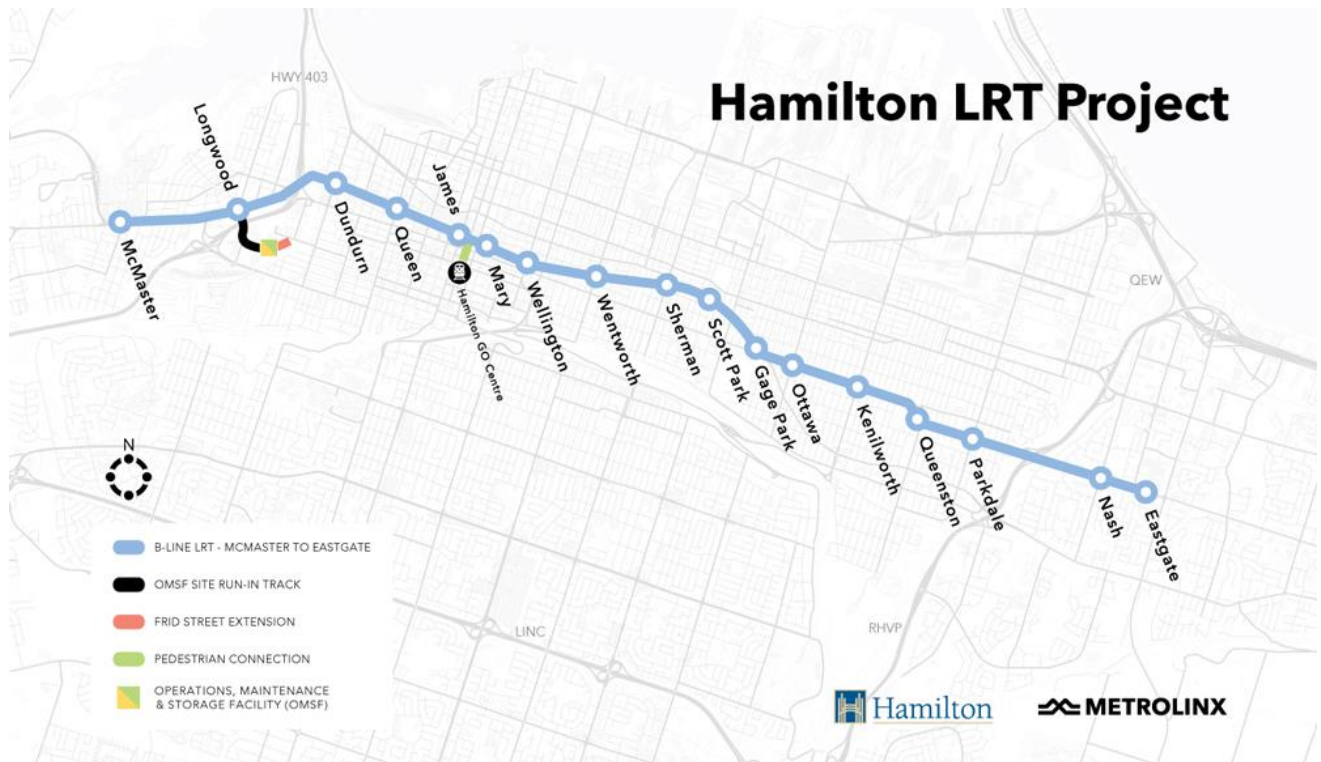 Hamilton LRT Project
HWY 403
Longwood
McMaster
Dundurn
Queen
James
Hamilton GO Centre
Mary
Wellington
Wentworth
Sherman
Scott Park
Gage Park
Ottawa
Kenilworth
Queenston
Parkdale
Nash
Eastgate
QEW
N
LINC
RHVP
B-LINE LRT - MCMASTER TO EASTGATE
OMSF SITE RUN-IN TRACK
FRID STREET EXTENSION
PEDESTRIAN CONNECTION
OPERATIONS, MAINTENANCE
& STORAGE FACILITY (OMSF)
Hamilton
METROLINX